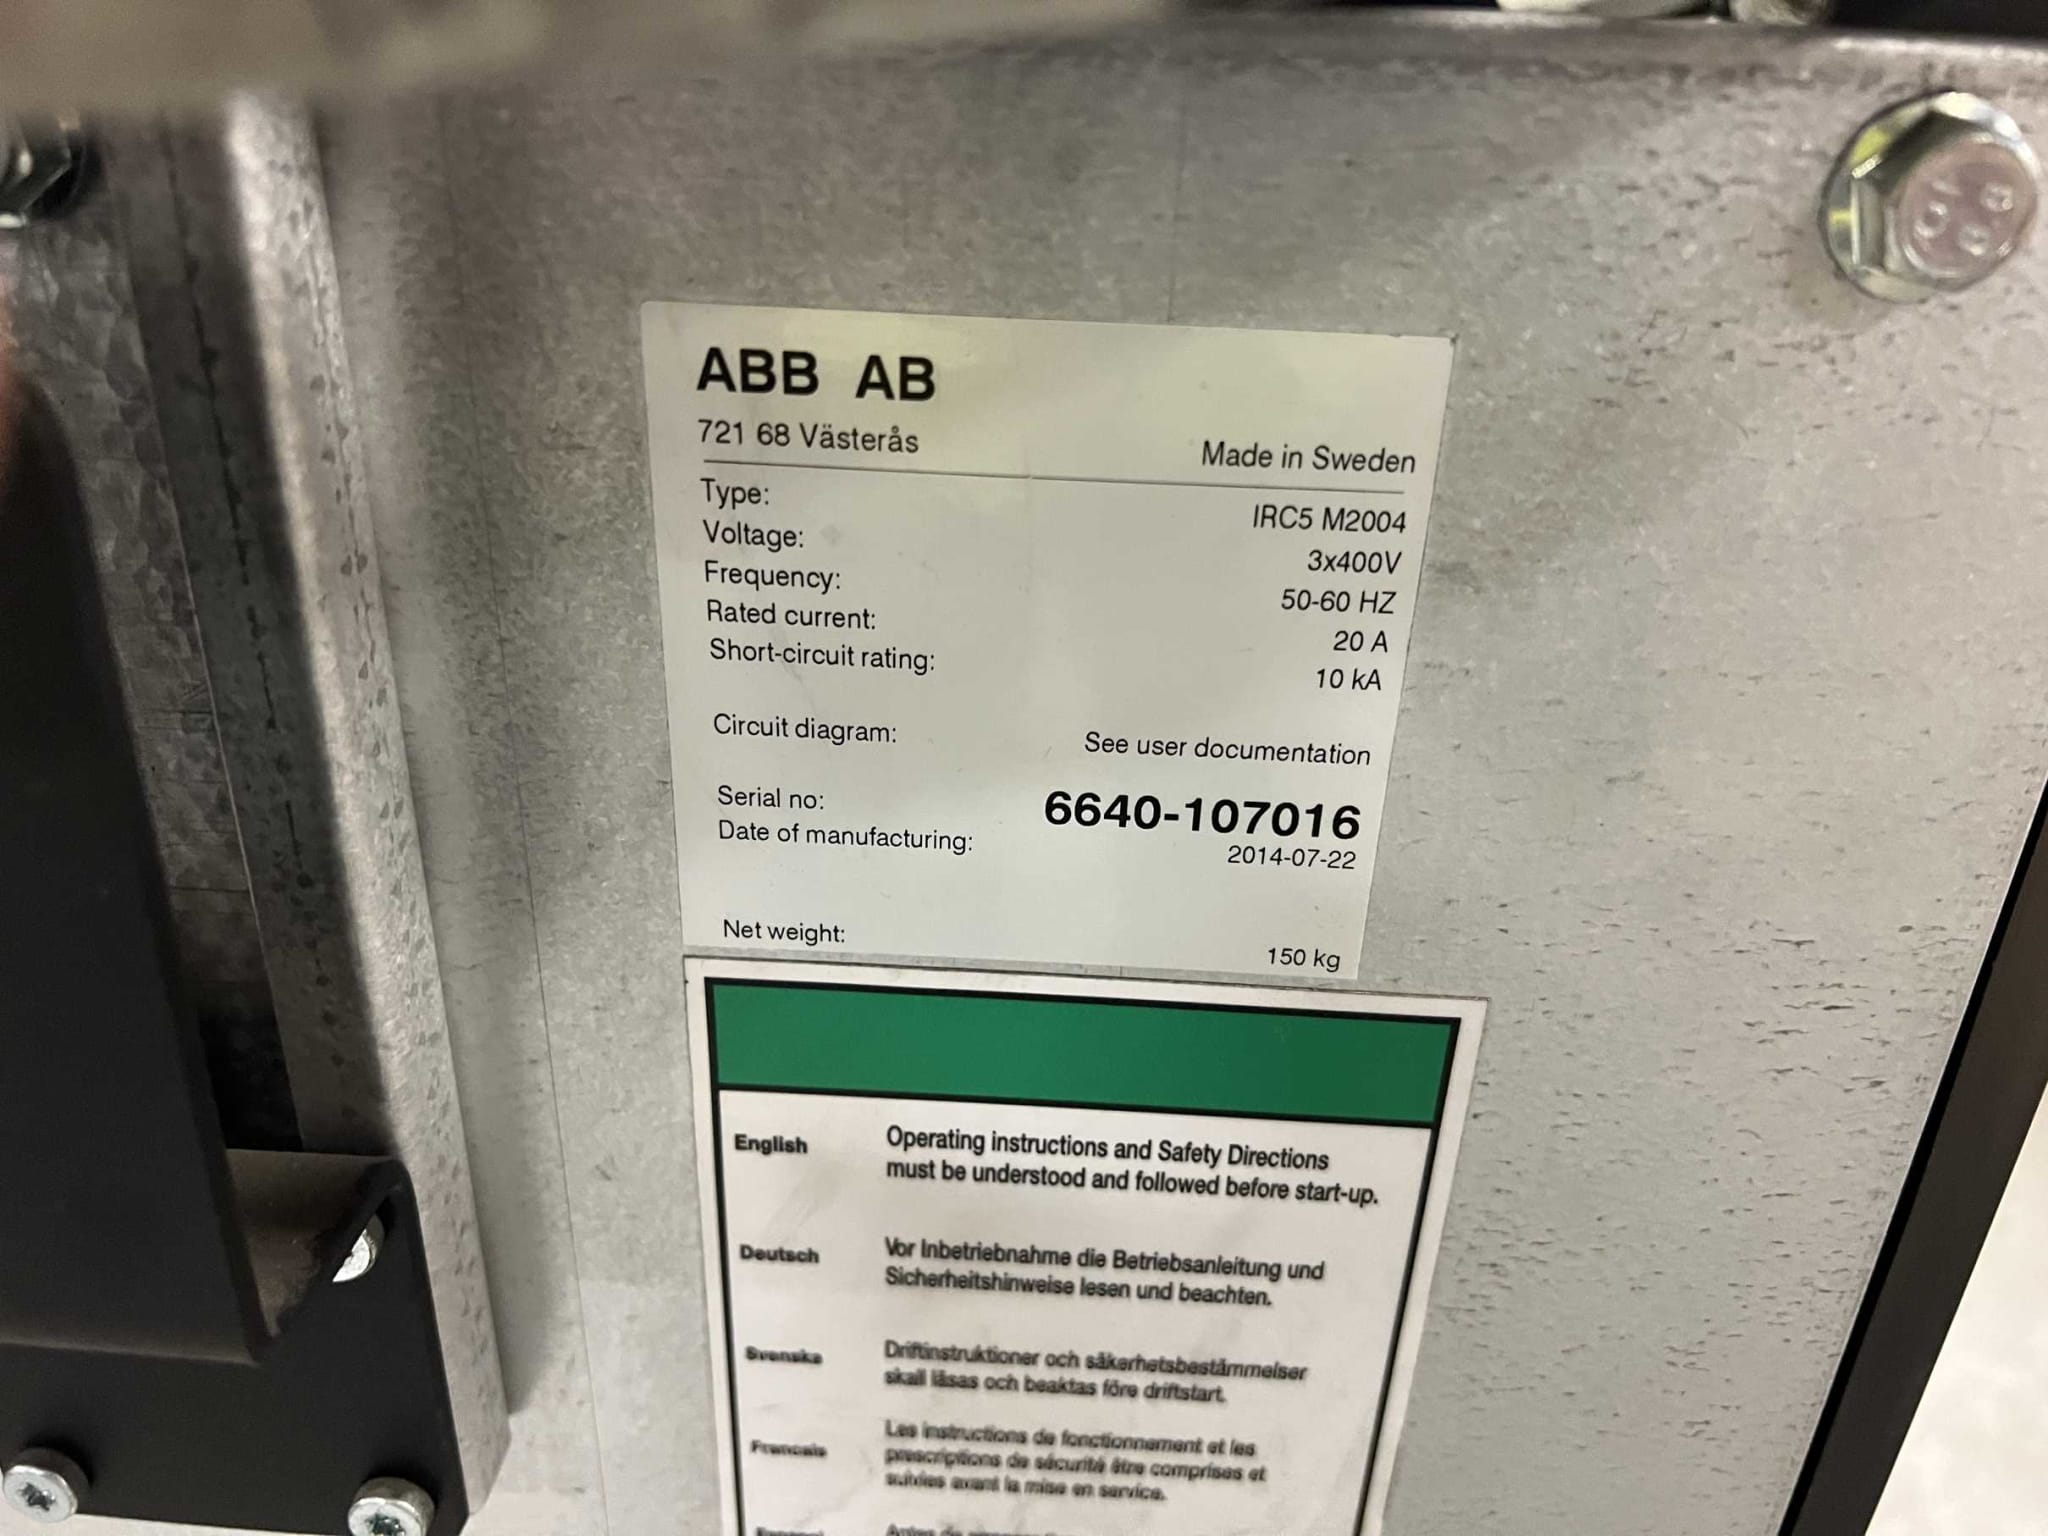 ABB AB
721 68 Västerås
Made in Sweden
Type: IRC5 M2004
Voltage: 3x400V
Frequency: 50-60 HZ
Rated current: 20 A
Short-circuit rating: 10 kA
Circuit diagram: See user documentation
Serial no: 6640-107016
Date of manufacturing: 2014-07-22
Net weight: 150 kg
English Operating instructions and Safety Directions
must be understood and followed before start-up.
Deutsch Vor Inbetriebnahme die Betriebsanleitung und
Sicherheitshinweise lesen und beachten.
Svenska Driftinstruktioner och säkerhetsbestämmelser
skall läsas och beaktas före driftstart.
Francais Les instructions de fonctionnement et les
prescriptions de sécurité être comprises et
suivies avant la mise en service.